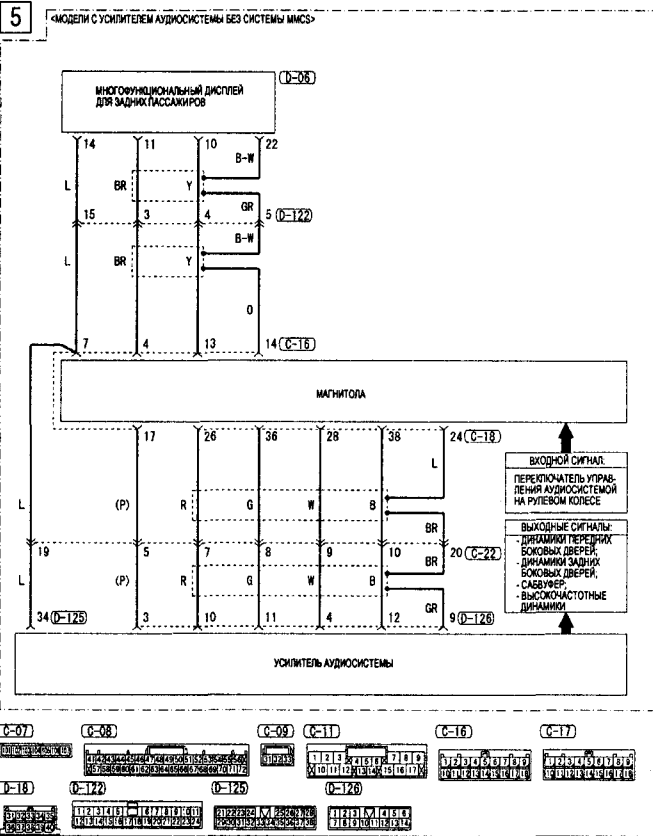 5
<МОДЕЛИ С УСИЛИТЕЛЕМ АУДИОСИСТЕМЫ БЕЗ СИСТЕМЫ MMCS>
D-06
МНОГОФУНКЦИОНАЛЬНЫЙ ДИСПЛЕЙ
ДЛЯ ЗАДНИХ ПАССАЖИРОВ
14 11 10 22
B-W
L BR Y
GR
15 3 4 5 D-122
B-W
L BR Y
O
7 4 13 14 C-16
МАГНИТОЛА
17 26 36 28 38 24 C-18
L
ВХОДНОЙ СИГНАЛ:
ПЕРЕКЛЮЧАТЕЛЬ УПРАВ-
ЛЕНИЯ АУДИОСИСТЕМОЙ
НА РУЛЕВОМ КОЛЕСЕ
L (P) R G W B
BR
ВЫХОДНЫЕ СИГНАЛЫ:
- ДИНАМИКИ ПЕРЕДНИХ
БОКОВЫХ ДВЕРЕЙ;
- ДИНАМИКИ ЗАДНИХ
БОКОВЫХ ДВЕРЕЙ;
- САБВУФЕР;
- ВЫСОКОЧАСТОТНЫЕ
ДИНАМИКИ
19 5 7 8 9 10 20 C-22
BR
L (P) R G W B
GR
34 D-125 3 10 11 4 12 9 D-126
УСИЛИТЕЛЬ АУДИОСИСТЕМЫ
C-07 C-08 C-09 C-11 C-16 C-17
D-18 D-122 D-125 D-126